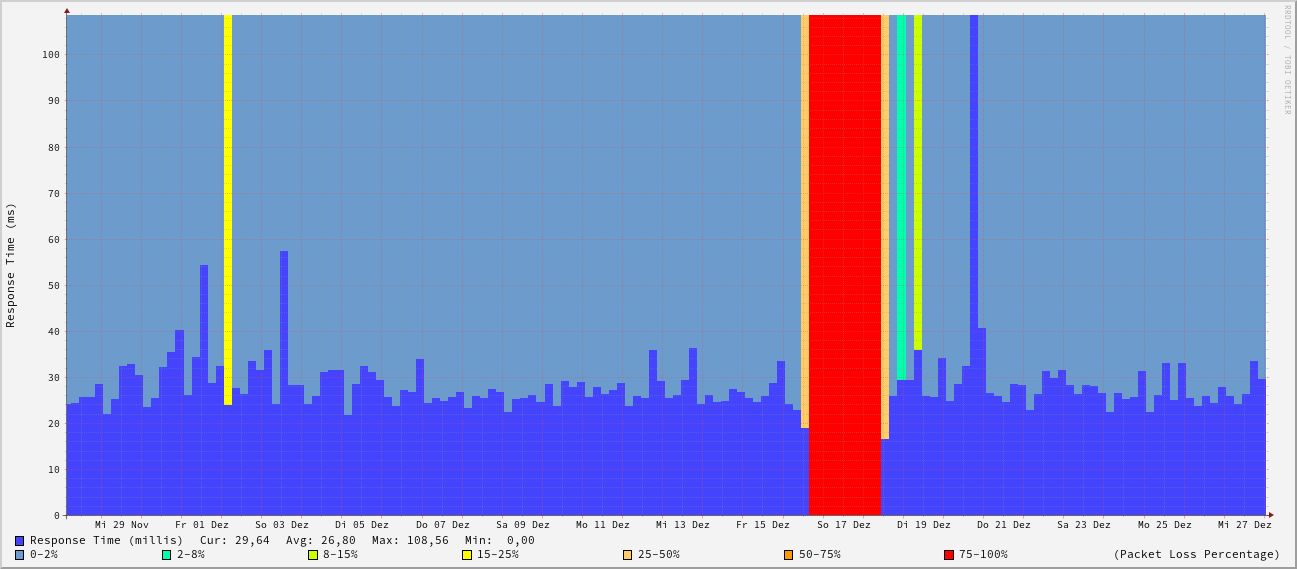 RRDTOOL / TOBI OETIKER
Response Time (ms)
100
90
80
70
60
50
40
30
20
10
0
Mi 29 Nov Fr 01 Dez So 03 Dez Di 05 Dez Do 07 Dez Sa 09 Dez Mo 11 Dez Mi 13 Dez Fr 15 Dez So 17 Dez Di 19 Dez Do 21 Dez Sa 23 Dez Mo 25 Dez Mi 27 Dez
Response Time (millis) Cur: 29,64 Avg: 26,80 Max: 108,56 Min: 0,00
0-2% 2-8% 8-15% 15-25% 25-50% 50-75% 75-100% (Packet Loss Percentage)